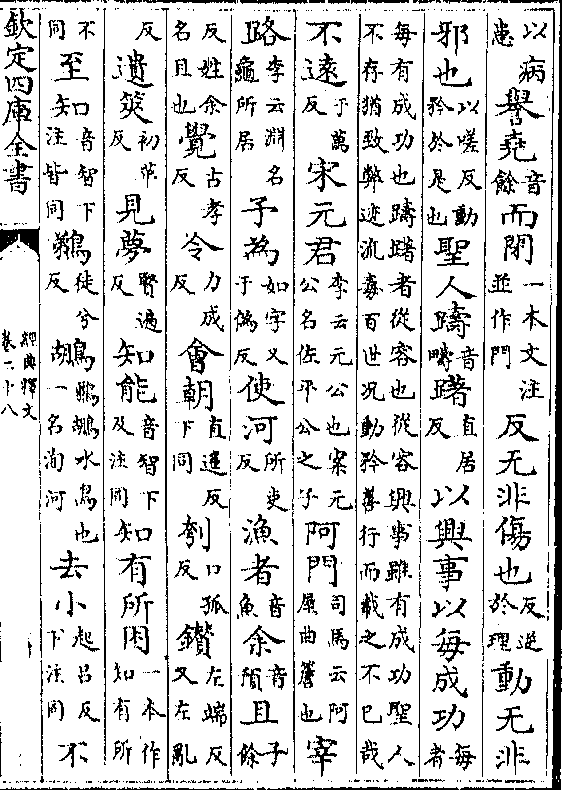 以患病譽音餘堯而閉一本文注並作門反无非傷也反逆於理動无非
邪也以嗟反動矜於是也聖人躊音疇躇直居反以興事以每成功每者
每有成功也躊躇者從容也從容興事雖有成功聖人不存猶致弊迹流毒百世况動矜善行而載之不已哉
不遠于萬反宋元君李云元公也案元公名佐平公之子阿門司馬云阿屋曲簷也宰
路李云淵名龜所居子為如字又于偽反使河所吏反漁者音魚余音預且子餘
反姓余名且也覺古孝反令力成反會朝直遥反下同刳口孤反鑽左端反又左亂
反遺筴初革反見夢賢遍反知能音智下及注同知有所困一本作知有所
不同至知音智下注皆同鵜徒兮反鶘鵜鶘水鳥也一名淘河去小起呂反下注同不
欽定四庫全書
經典釋文
卷二十八